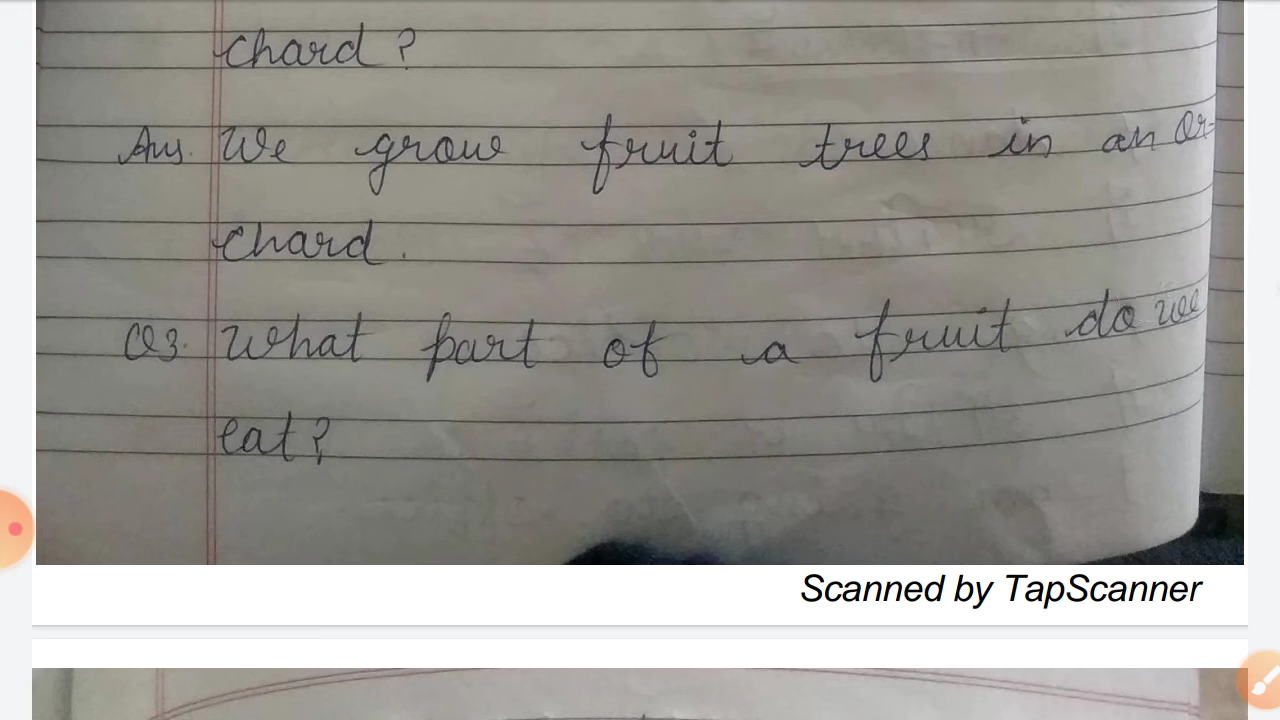 chard?
Ans. We grow fruit trees in an Or-
chard.
Q3. What part of a fruit do we
eat?
Scanned by TapScanner